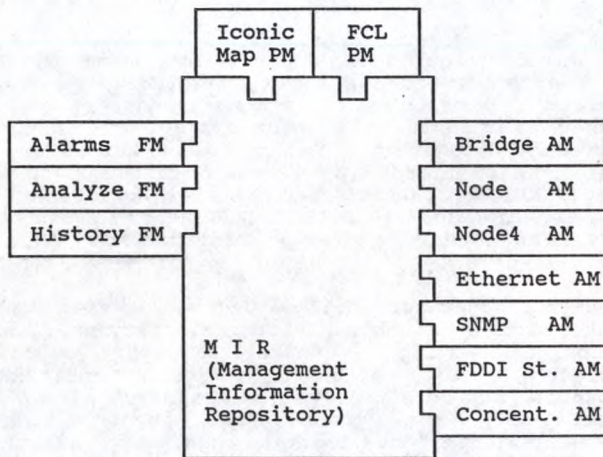 Iconic
Map PM
FCL
PM
Alarms FM
Analyze FM
History FM
Bridge AM
Node AM
Node4 AM
Ethernet AM
SNMP AM
FDDI St. AM
Concent. AM
M I R
(Management
Information
Repository)